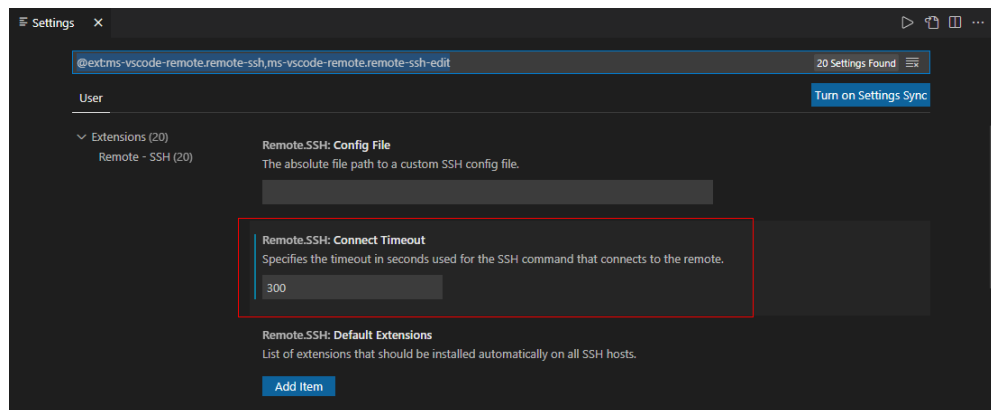 Settings
@ext:ms-vscode-remote.remote-ssh,ms-vscode-remote.remote-ssh-edit
20 Settings Found
User
Turn on Settings Sync
Extensions (20)
Remote - SSH (20)
Remote.SSH: Config File
The absolute file path to a custom SSH config file.
Remote.SSH: Connect Timeout
Specifies the timeout in seconds used for the SSH command that connects to the remote.
300
Remote.SSH: Default Extensions
List of extensions that should be installed automatically on all SSH hosts.
Add Item